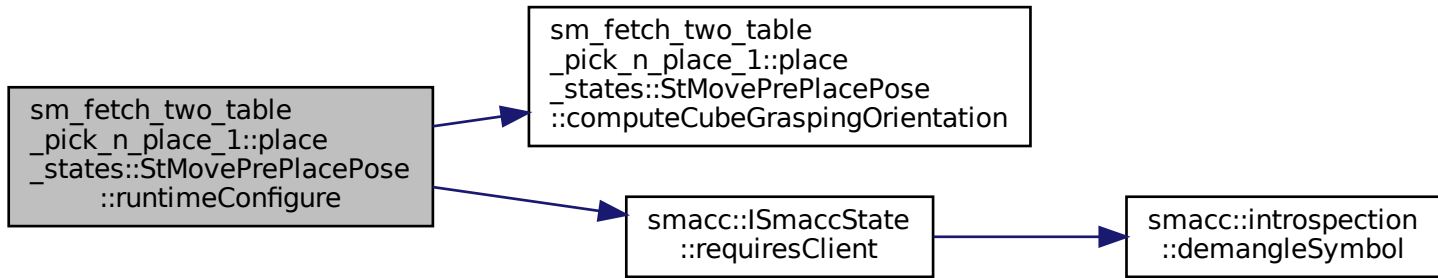 sm_fetch_two_table
_pick_n_place_1::place
_states::StMovePrePlacePose
::runtimeConfigure
sm_fetch_two_table
_pick_n_place_1::place
_states::StMovePrePlacePose
::computeCubeGraspingOrientation
smacc::ISmaccState
::requiresClient
smacc::introspection
::demangleSymbol